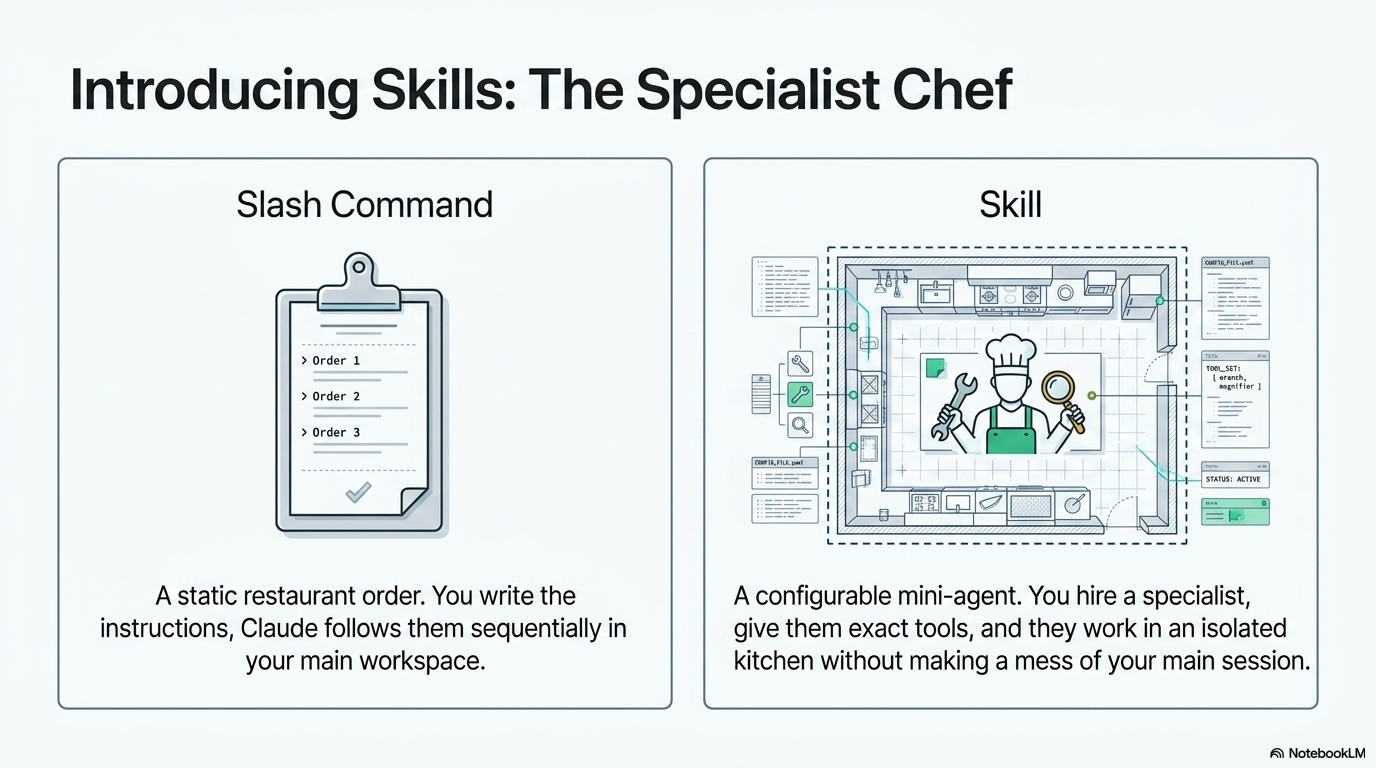 Introducing Skills: The Specialist Chef
Slash Command
> Order 1
> Order 2
> Order 3
A static restaurant order. You write the
instructions, Claude follows them sequentially in
your main workspace.
Skill
TOOL_SET:
[ erenth,
magnifier ]
STATUS: ACTIVE
A configurable mini-agent. You hire a specialist,
give them exact tools, and they work in an isolated
kitchen without making a mess of your main session.
NotebookLM